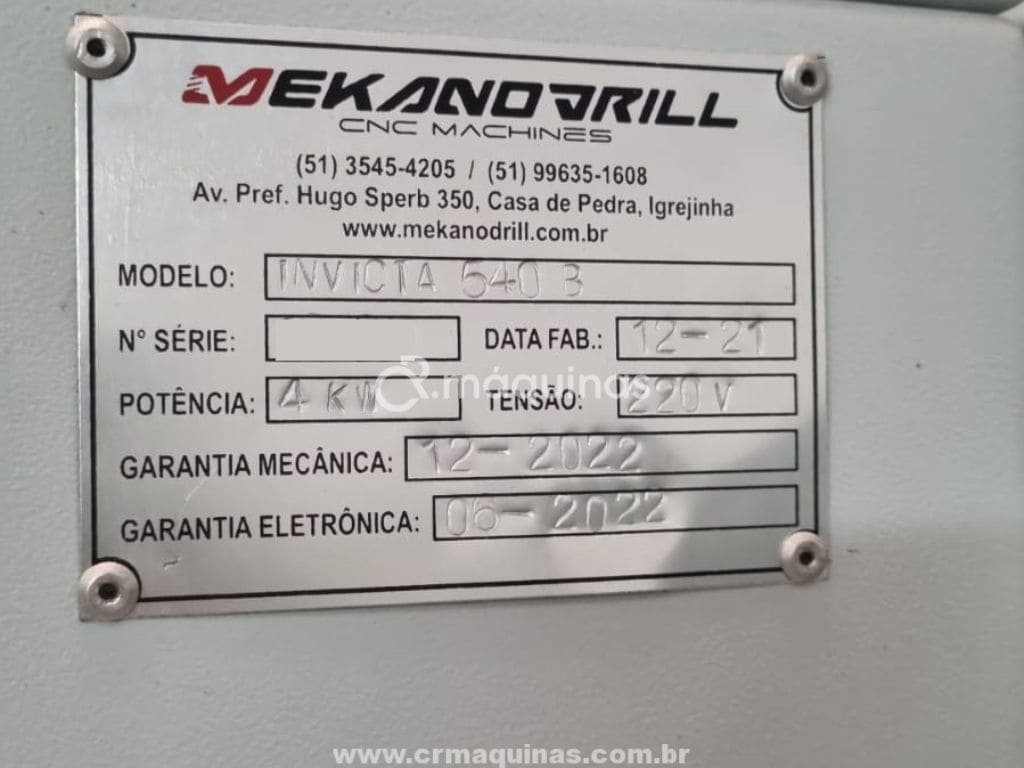 MEKANODRILL
CNC MACHINES
(51) 3545-4205 / (51) 99635-1608
Av. Pref. Hugo Sperb 350, Casa de Pedra, Igrejinha
www.mekanodrill.com.br
MODELO: INVICTA 540 B
N° SÉRIE: DATA FAB.: 12-21
POTÊNCIA: 4 KW TENSÃO: 220 V
CR.máquinas
GARANTIA MECÂNICA: 12-2022
GARANTIA ELETRÔNICA: 06-2022
www.crmaquinas.com.br